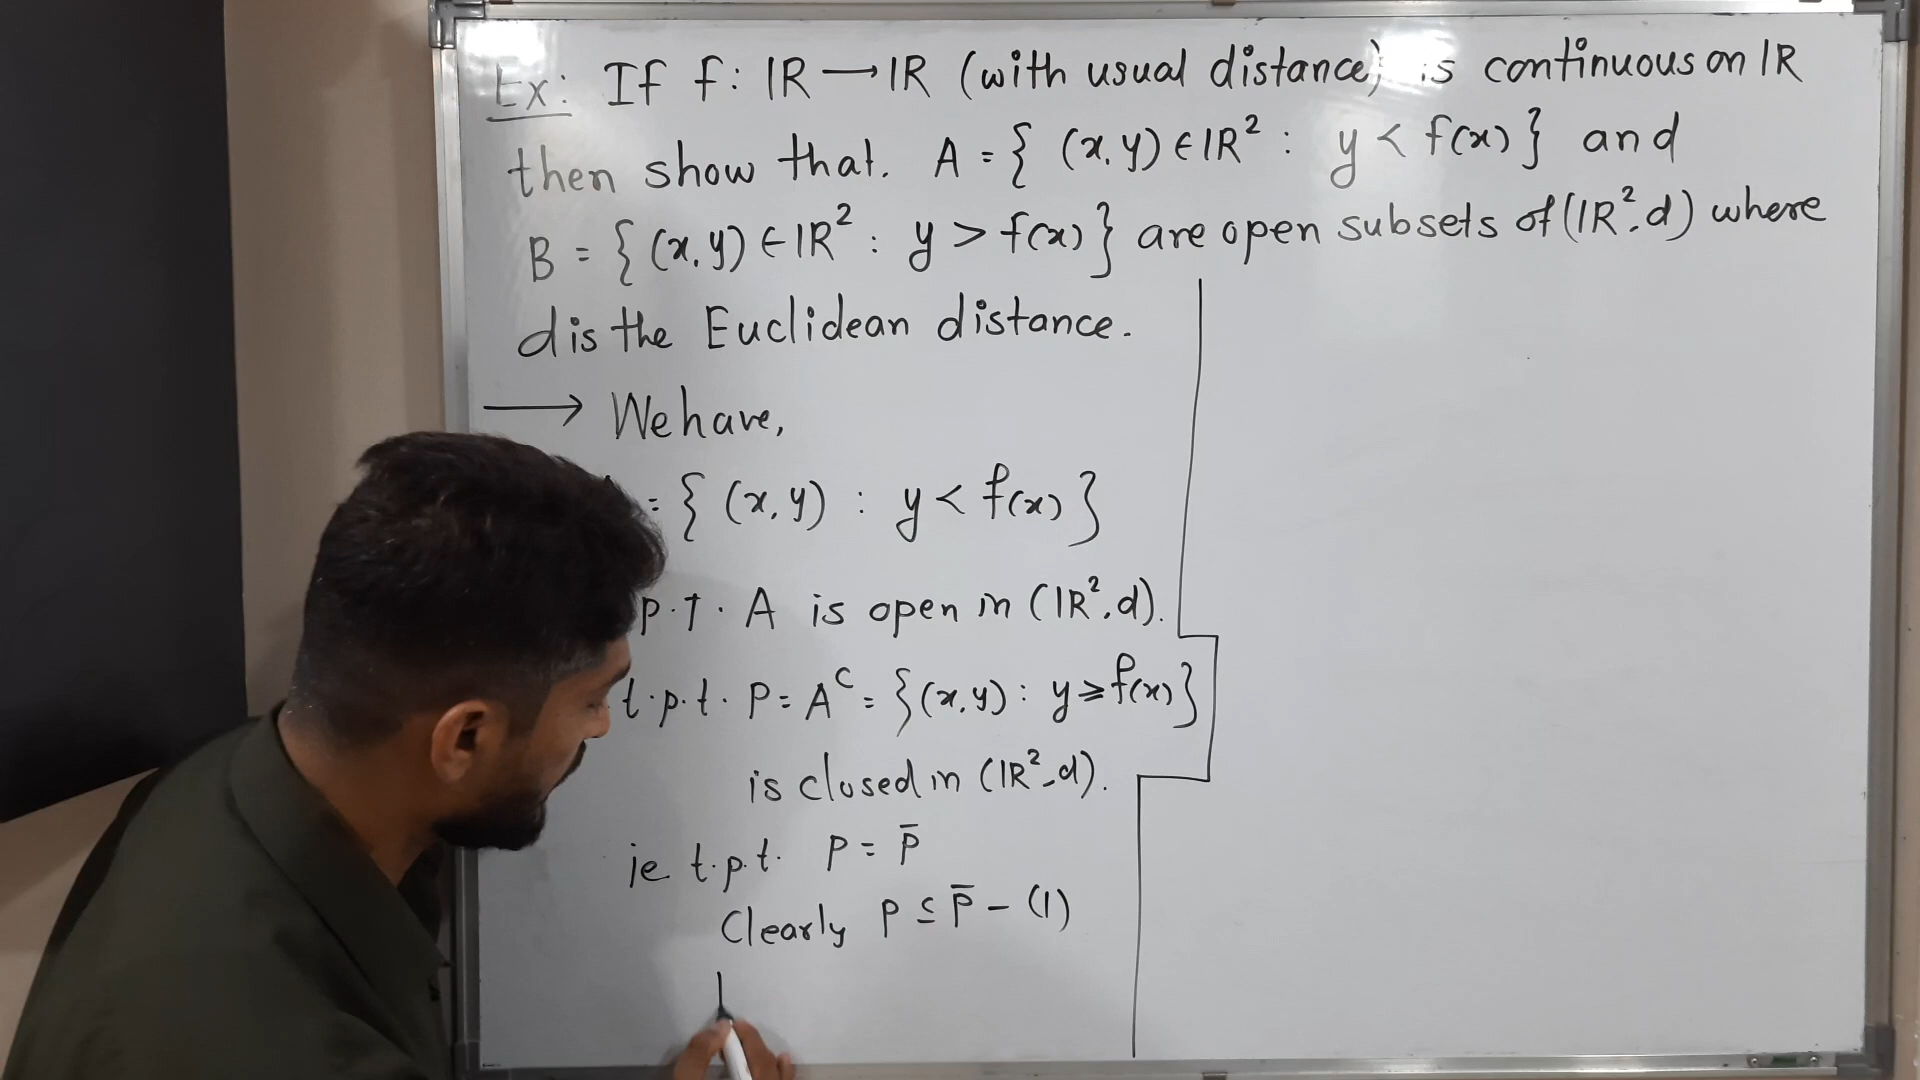 Ex: If f: IR → IR (with usual distance) is continuous on IR
then show that. A = { (x, y) ∈ IR² : y < f(x) } and
B = { (x, y) ∈ IR² : y > f(x) } are open subsets of (IR², d) where
d is the Euclidean distance.
→ We have,
= { (x, y) : y < f(x) }
p.t. A is open in (IR², d).
t.p.t. P = Aᶜ = { (x, y) : y ⩾ f(x) }
is closed in (IR², d).
ie t.p.t. P = P̄
Clearly P ⊆ P̄ — (1)